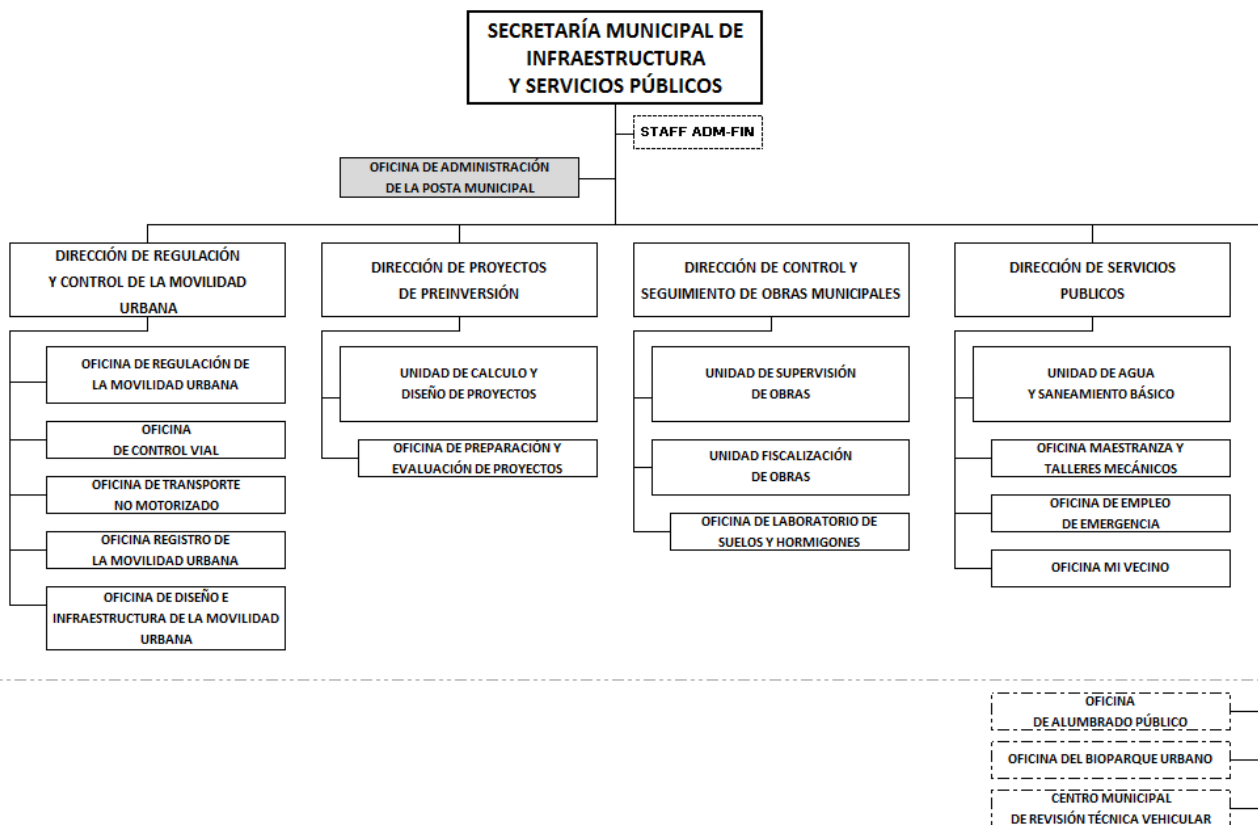 SECRETARÍA MUNICIPAL DE
INFRAESTRUCTURA
Y SERVICIOS PÚBLICOS
STAFF ADM-FIN
OFICINA DE ADMINISTRACIÓN
DE LA POSTA MUNICIPAL
DIRECCIÓN DE REGULACIÓN
Y CONTROL DE LA MOVILIDAD
URBANA
OFICINA DE REGULACIÓN DE
LA MOVILIDAD URBANA
OFICINA
DE CONTROL VIAL
OFICINA DE TRANSPORTE
NO MOTORIZADO
OFICINA REGISTRO DE
LA MOVILIDAD URBANA
OFICINA DE DISEÑO E
INFRAESTRUCTURA DE LA MOVILIDAD
URBANA
DIRECCIÓN DE PROYECTOS
DE PREINVERSIÓN
UNIDAD DE CALCULO Y
DISEÑO DE PROYECTOS
OFICINA DE PREPARACIÓN Y
EVALUACIÓN DE PROYECTOS
DIRECCIÓN DE CONTROL Y
SEGUIMIENTO DE OBRAS MUNICIPALES
UNIDAD DE SUPERVISIÓN
DE OBRAS
UNIDAD FISCALIZACIÓN
DE OBRAS
OFICINA DE LABORATORIO DE
SUELOS Y HORMIGONES
DIRECCIÓN DE SERVICIOS
PUBLICOS
UNIDAD DE AGUA
Y SANEAMIENTO BÁSICO
OFICINA MAESTRANZA Y
TALLERES MECÁNICOS
OFICINA DE EMPLEO
DE EMERGENCIA
OFICINA MI VECINO
OFICINA
DE ALUMBRADO PÚBLICO
OFICINA DEL BIOPARQUE URBANO
CENTRO MUNICIPAL
DE REVISIÓN TÉCNICA VEHICULAR